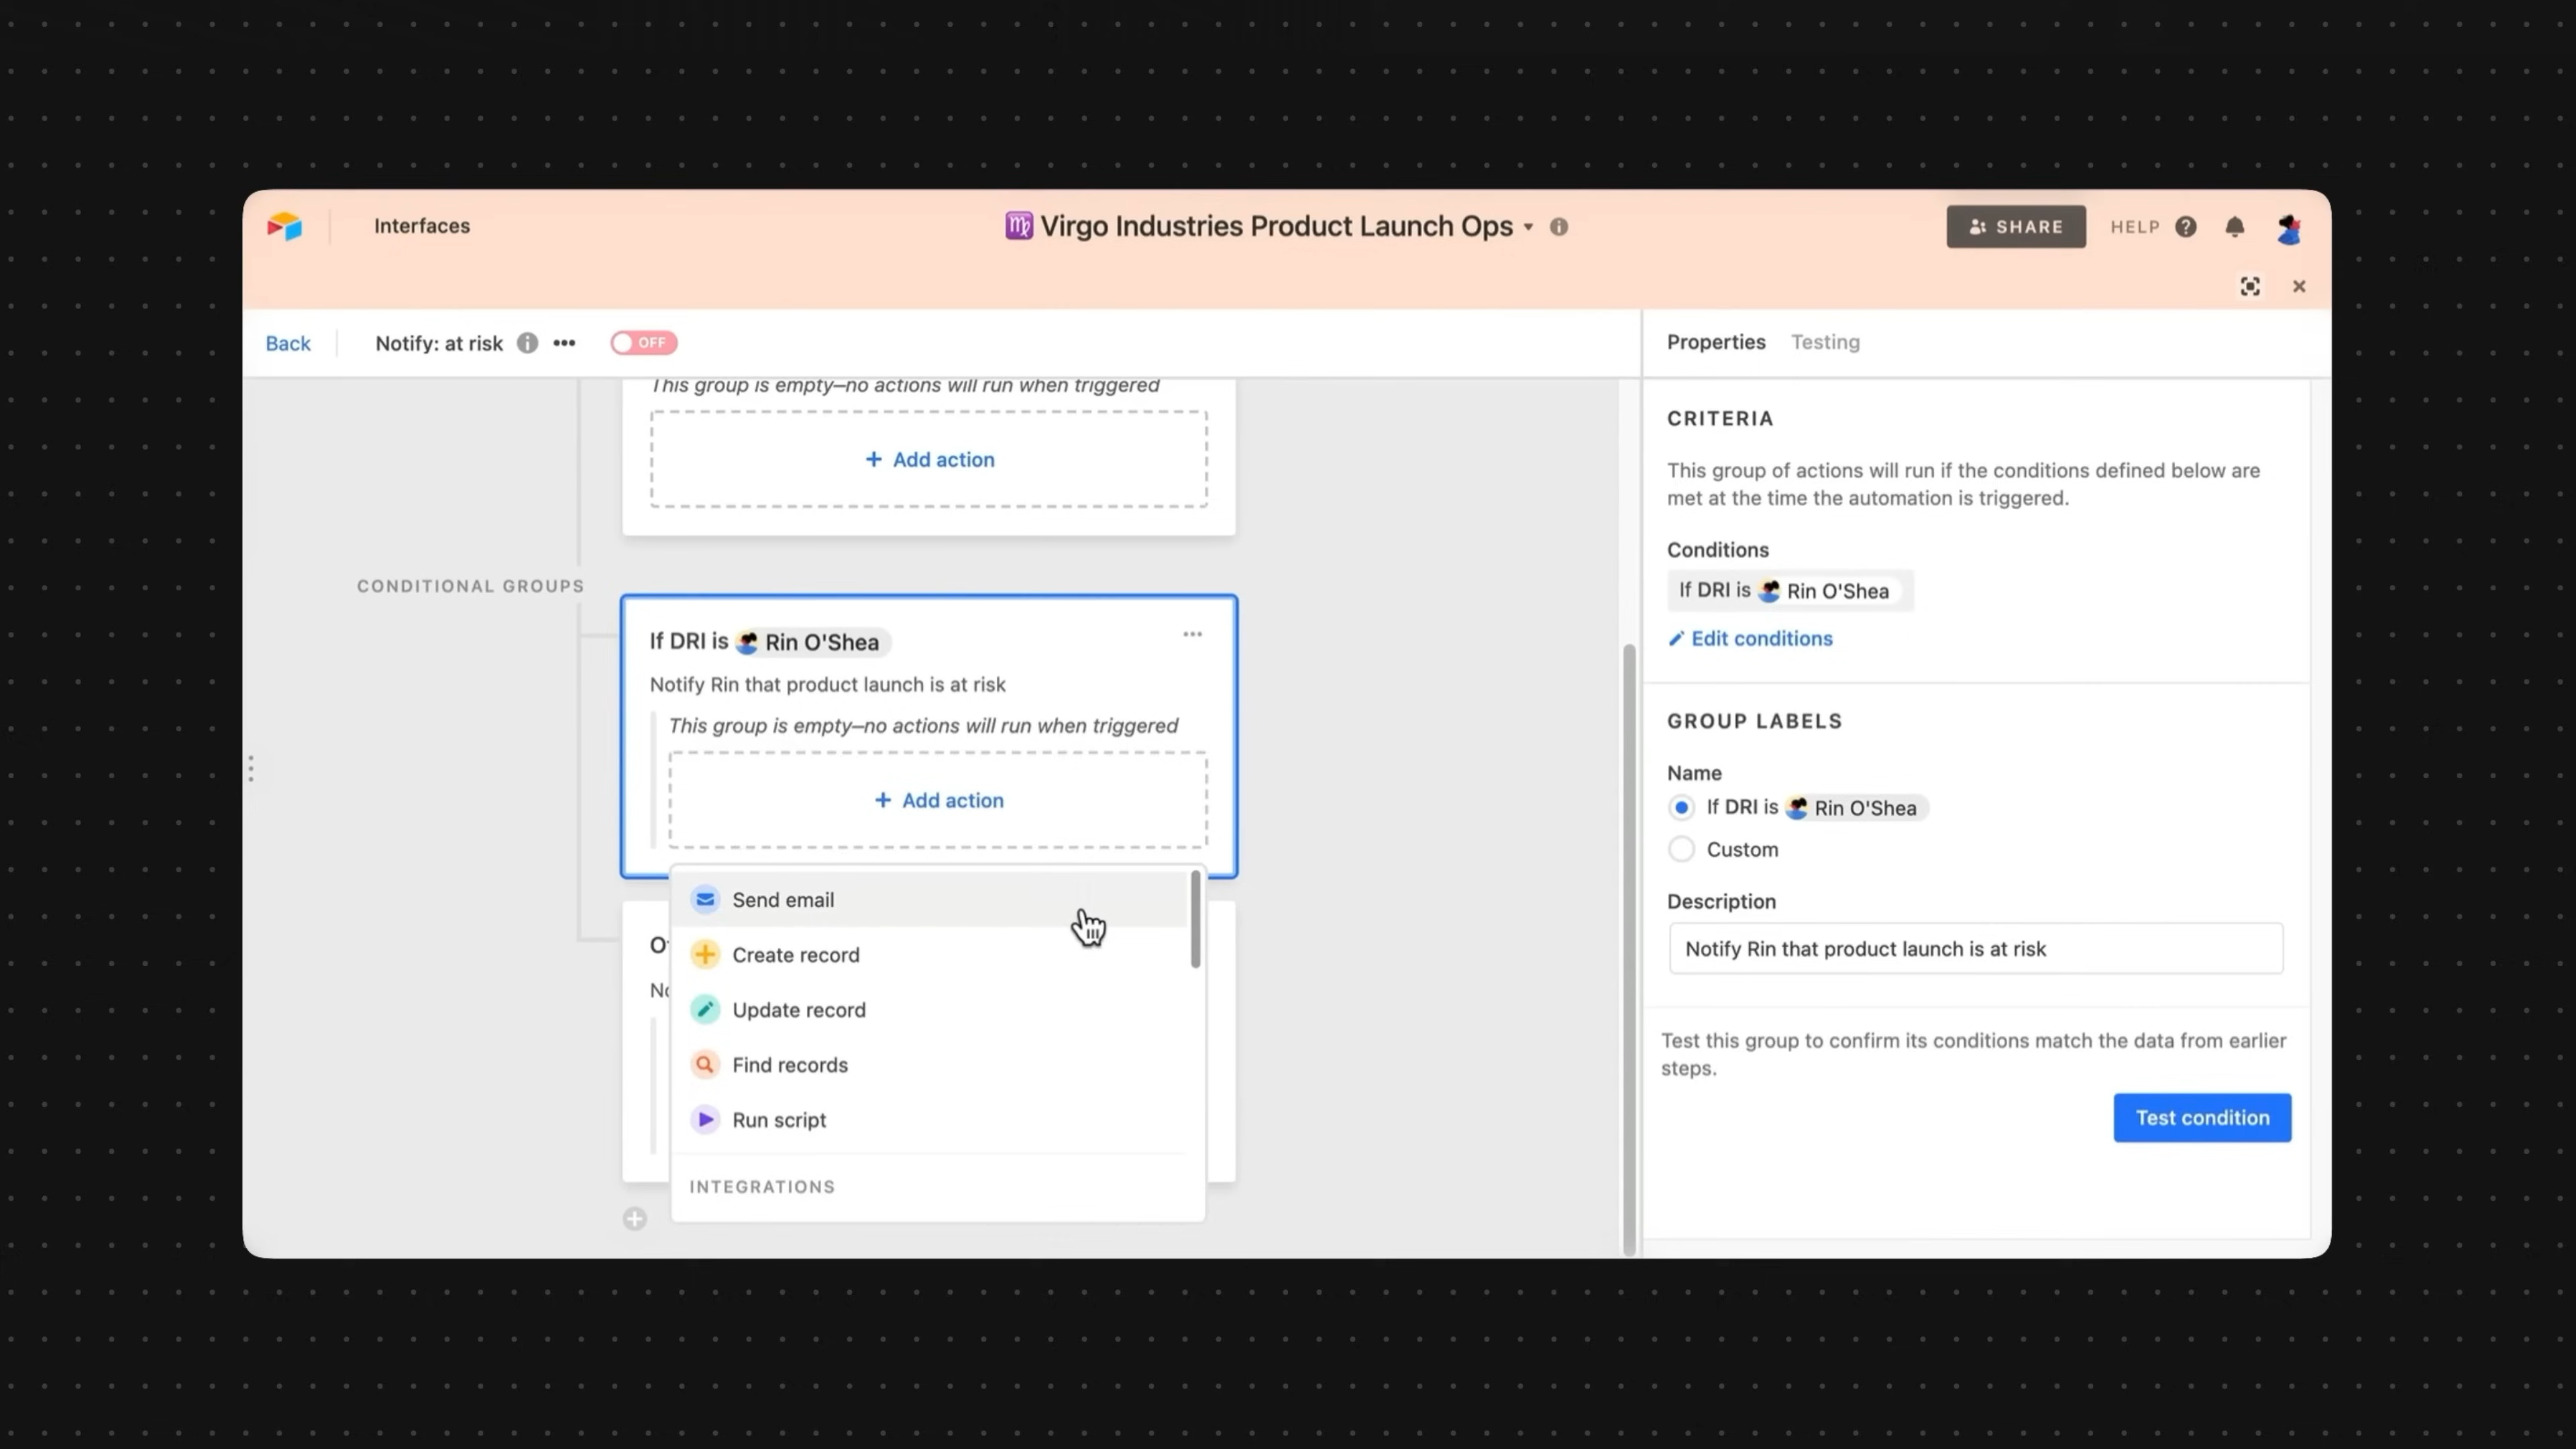 Interfaces
♍ Virgo Industries Product Launch Ops
SHARE
HELP
Back
Notify: at risk
OFF
Properties
Testing
This group is empty—no actions will run when triggered
+ Add action
CONDITIONAL GROUPS
If DRI is Rin O'Shea
Notify Rin that product launch is at risk
This group is empty—no actions will run when triggered
+ Add action
Send email
Create record
Update record
Find records
Run script
INTEGRATIONS
CRITERIA
This group of actions will run if the conditions defined below are
met at the time the automation is triggered.
Conditions
If DRI is Rin O'Shea
Edit conditions
GROUP LABELS
Name
If DRI is Rin O'Shea
Custom
Description
Notify Rin that product launch is at risk
Test this group to confirm its conditions match the data from earlier
steps.
Test condition